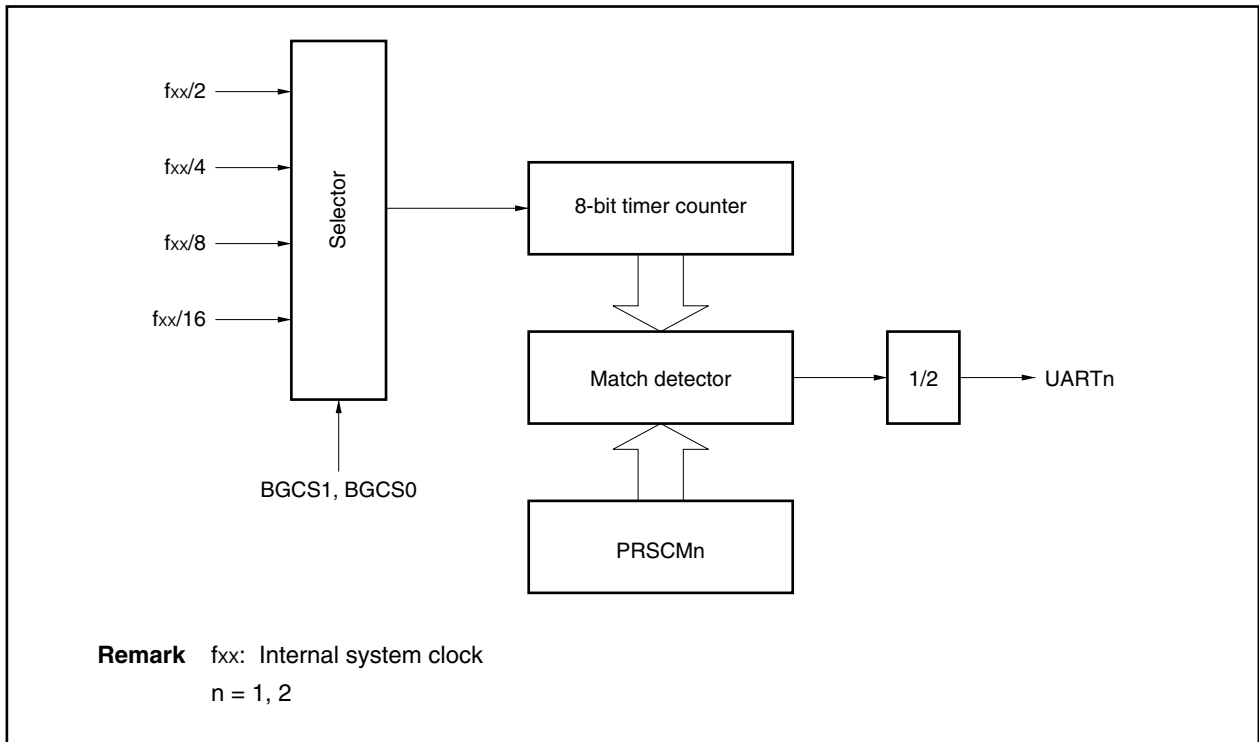 fxx/2
fxx/4
fxx/8
fxx/16
Selector
BGCS1, BGCS0
8-bit timer counter
Match detector
1/2
UARTn
PRSCMn
Remark fxx: Internal system clock
n = 1, 2